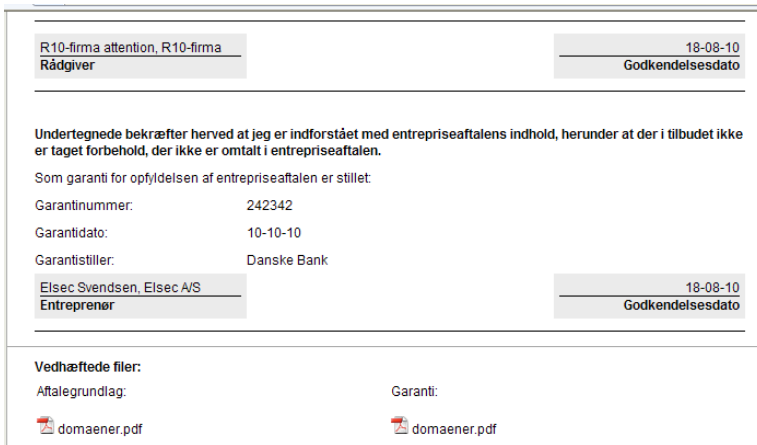 R10-firma attention, R10-firma 18-08-10
Rådgiver Godkendelsesdato
Undertegnede bekræfter herved at jeg er indforstået med entrepriseaftalens indhold, herunder at der i tilbudet ikke
er taget forbehold, der ikke er omtalt i entrepriseaftalen.
Som garanti for opfyldelsen af entrepriseaftalen er stillet:
Garantinummer: 242342
Garantidato: 10-10-10
Garantistiller: Danske Bank
Elsec Svendsen, Elsec A/S 18-08-10
Entreprenør Godkendelsesdato
Vedhæftede filer:
Aftalegrundlag: Garanti:
domaener.pdf domaener.pdf